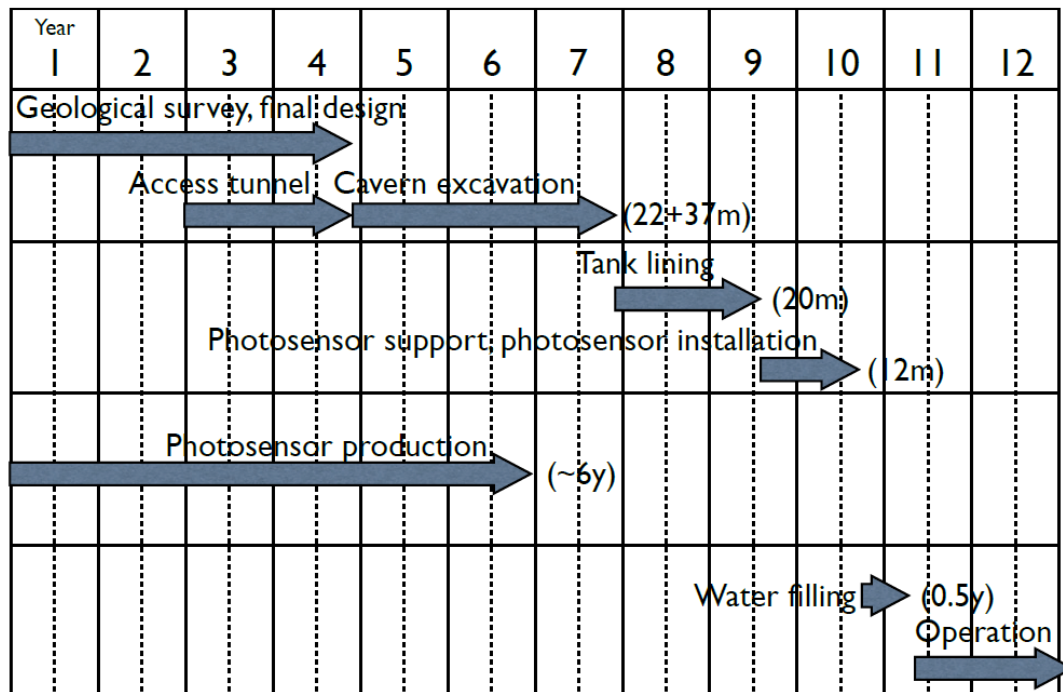 Year
1 2 3 4 5 6 7 8 9 10 11 12
Geological survey, final design
Access tunnel Cavern excavation
(22+37m)
Tank lining
(20m)
Photosensor support, photosensor installation
(12m)
Photosensor production
(~6y)
Water filling (0.5y)
Operation